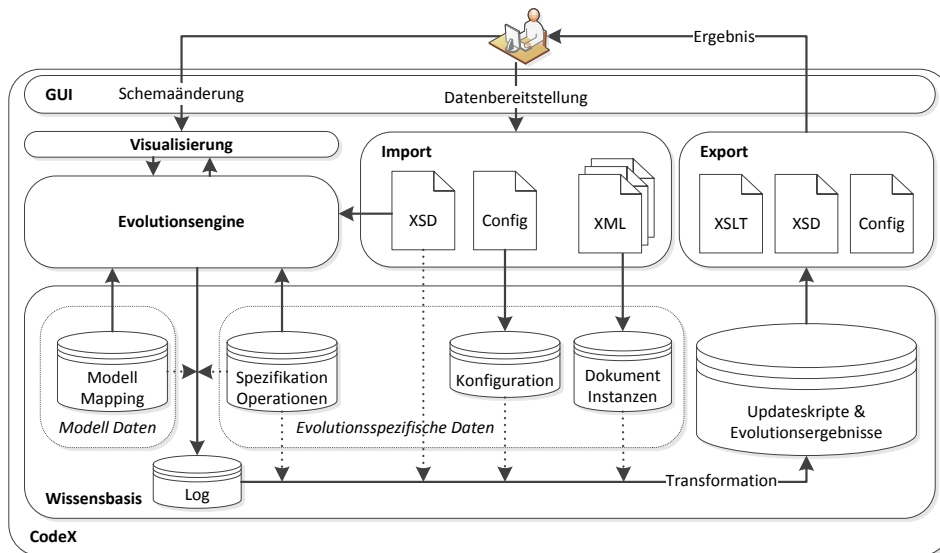 Ergebnis
GUI
Schemaänderung
Datenbereitstellung
Visualisierung
Import
Export
Evolutionsengine
XSD
Config
XML
XSLT
XSD
Config
Modell
Mapping
Spezifikation
Operationen
Konfiguration
Dokument
Instanzen
Updateskripte &
Evolutionsergebnisse
Modell Daten
Evolutionsspezifische Daten
Log
Transformation
Wissensbasis
CodeX